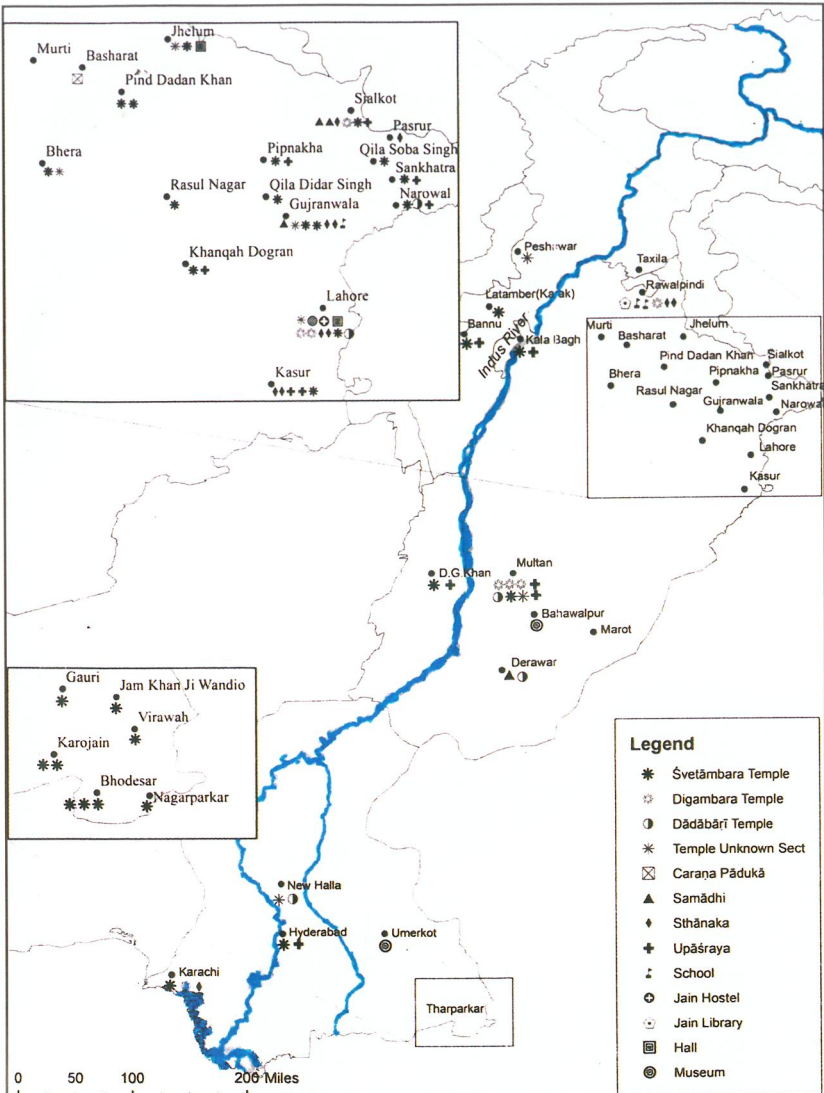 Jhelum
Murti
Basharat
Pind Dadan Khan
Sialkot
Pasrur
Bhera
Pipnakha
Qila Soba Singh
Sankhatra
Rasul Nagar
Qila Didar Singh
Narowal
Gujranwala
Khanqah Dogran
Lahore
Kasur
Peshawar
Taxila
Latamber(Karak)
Rawalpindi
Bannu
Indus River
Kala Bagh
Murti
Jhelum
Basharat
Pind Dadan Khan
Sialkot
Bhera
Pipnakha
Pasrur
Rasul Nagar
Sankhatra
Gujranwala
Narowa
Khanqah Dogran
Lahore
Kasur
D.G.Khan
Multan
Bahawalpur
Marot
Derawar
Gauri
Jam Khan Ji Wandio
Virawah
Karojain
Bhodesar
Nagarparkar
New Halla
Hyderabad
Umerkot
Karachi
Tharparkar
Legend
Śvetāmbara Temple
Digambara Temple
Dādābāṛī Temple
Temple Unknown Sect
Caraṇa Pādukā
Samādhi
Sthānaka
Upāśraya
School
Jain Hostel
Jain Library
Hall
Museum
0 50 100 200 Miles